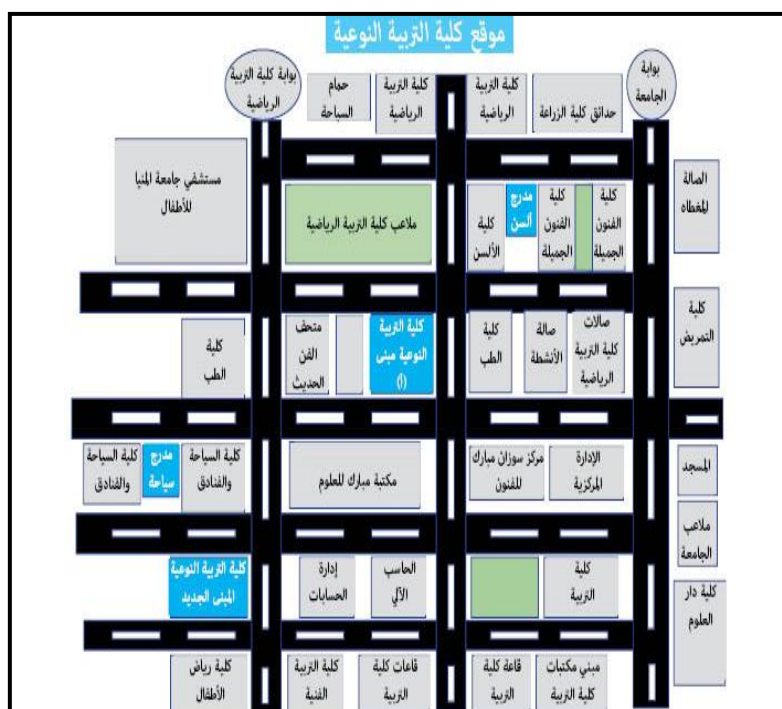 موقع كلية التربية النوعية
بوابة
الجامعة
حدائق كلية الزراعة
كلية التربية
الرياضية
كلية التربية
الرياضية
حمام
السباحة
بوابة كلية التربية
الرياضية
الصالة
المغطاه
كلية
الفنون
الجميلة
كلية
الفنون
الجميلة
مدرج
ألسن
كلية
الألسن
ملاعب كلية التربية الرياضية
مستشفي جامعة المنيا
للأطفال
كلية
التمريض
صالات
كلية التربية
الرياضية
صالة
الأنشطة
كلية
الطب
كلية التربية
النوعية مبنى
(أ)
متحف
الفن
الحديث
كلية
الطب
المسجد
الإدارة
المركزية
مركز سوزان مبارك
للفنون
مكتبة مبارك للعلوم
كلية السياحة
والفنادق
مدرج
سياحة
كلية السياحة
والفنادق
ملاعب
الجامعة
كلية
التربية
الحاسب
الآلي
إدارة
الحسابات
كلية التربية النوعية
المبنى الجديد
كلية دار
العلوم
مبني مكتبات
كلية التربية
قاعة كلية
التربية
قاعات كلية
التربية
كلية التربية
الفنية
كلية رياض
الأطفال